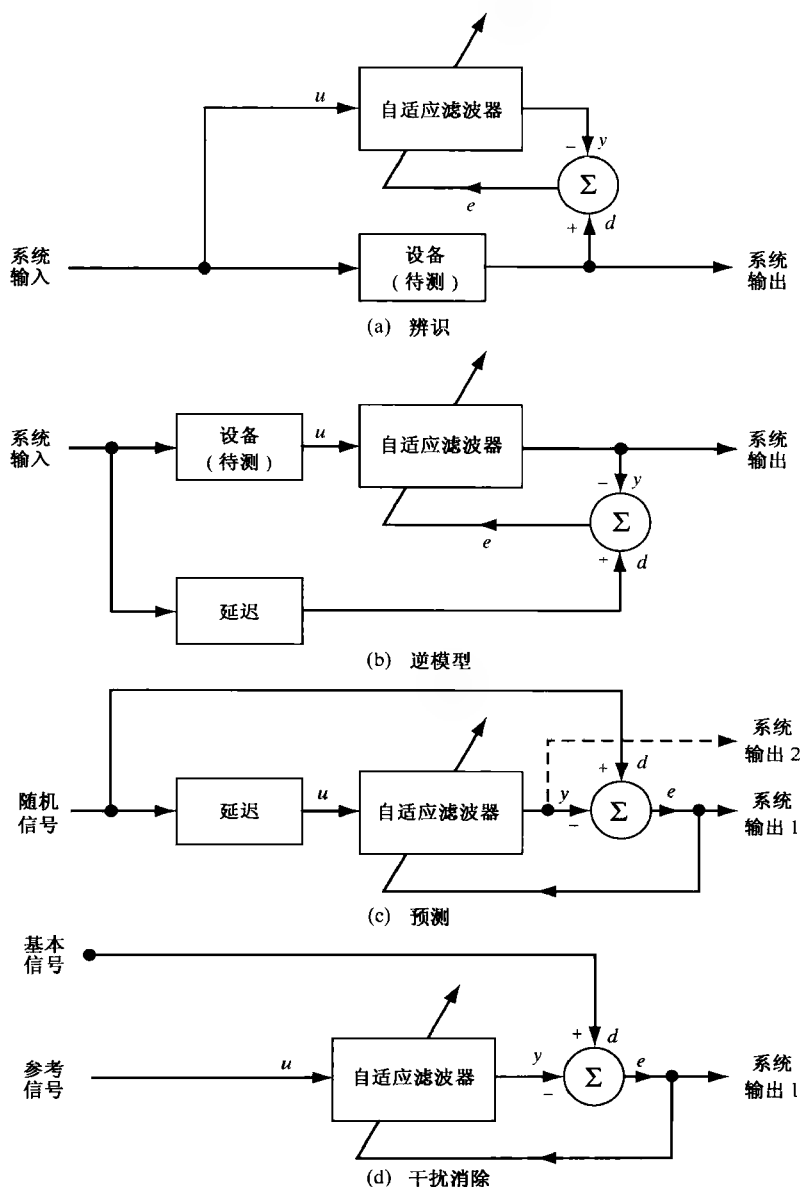 u
自适应滤波器
−
y
Σ
e
+
d
系统
输入
设备
（待测）
系统
输出
(a) 辨识
系统
输入
设备
（待测）
u
自适应滤波器
系统
输出
−
y
Σ
e
+
d
延迟
(b) 逆模型
系统
输出 2
+
d
随机
信号
延迟
u
自适应滤波器
y
−
Σ
e
系统
输出 1
(c) 预测
基本
信号
+
d
参考
信号
u
自适应滤波器
y
−
Σ
e
系统
输出 1
(d) 干扰消除